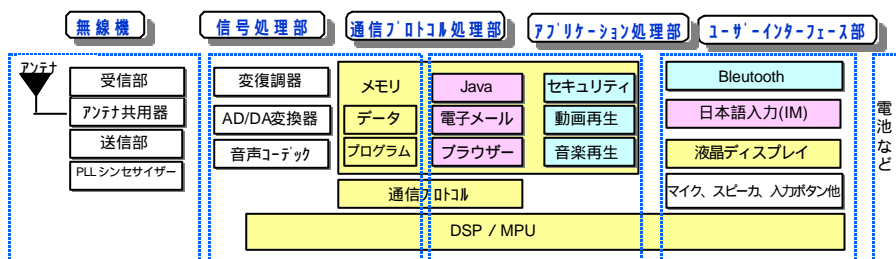 無線機
信号処理部
通信ﾌﾟﾛﾄｺﾙ処理部
ｱﾌﾟﾘｹｰｼｮﾝ処理部
ﾕｰｻﾞｰｲﾝﾀｰﾌｪｰｽ部
ｱﾝﾃﾅ
受信部
ｱﾝﾃﾅ共用器
送信部
PLLシンセサイザー
変復調器
AD/DA変換器
音声ｺｰﾃﾞｯｸ
メモリ
データ
プログラム
Java
電子メール
ブラウザー
セキュリティ
動画再生
音楽再生
通信ﾌﾟﾛﾄｺﾙ
DSP / MPU
Bleutooth
日本語入力(IM)
液晶ディスプレイ
マイク、スピーカ、入力ボタン他
電池など